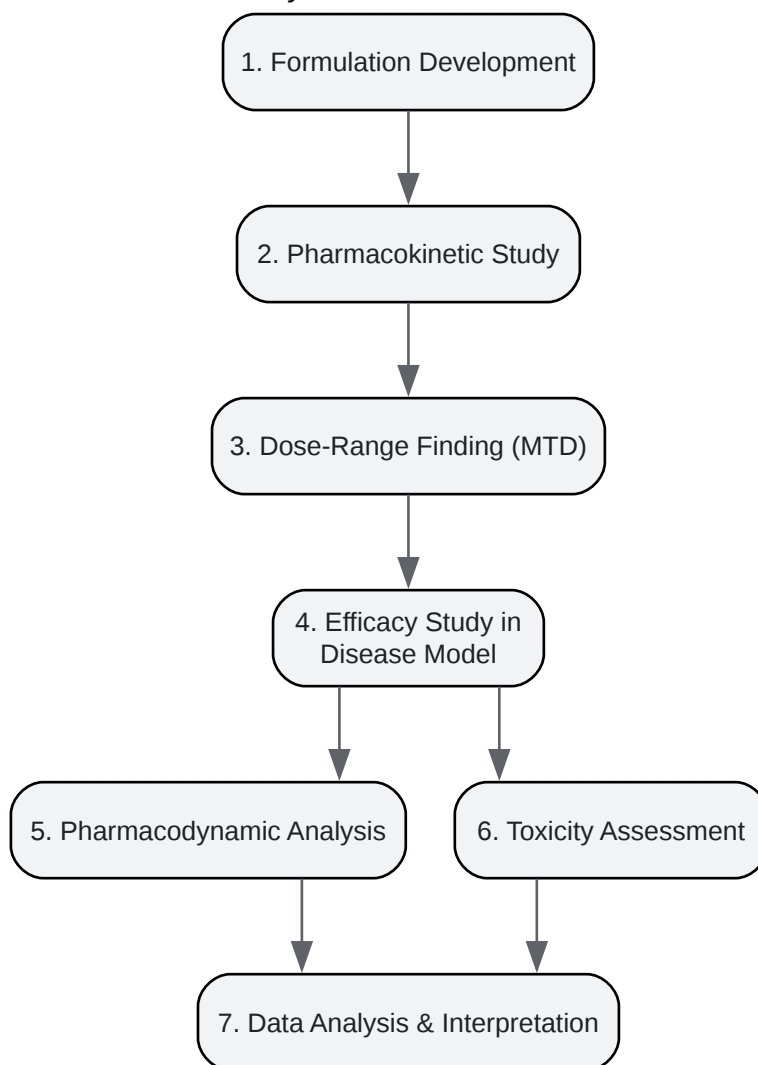 1. Formulation Development
2. Pharmacokinetic Study
3. Dose-Range Finding (MTD)
4. Efficacy Study in
Disease Model
5. Pharmacodynamic Analysis
6. Toxicity Assessment
7. Data Analysis & Interpretation